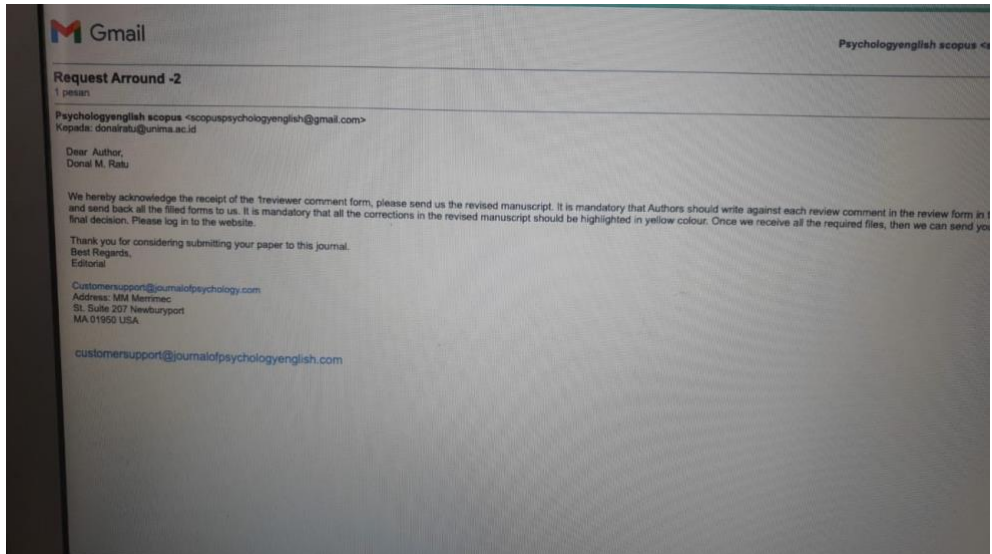 Gmail
Psychologyenglish scopus
Request Arround -2
1 pesan
Psychologyenglish scopus <scopuspsychologyenglish@gmail.com>
Kepada: donalratu@unima.ac.id
Dear Author,
Donal M. Ratu
We hereby acknowledge the receipt of the 1reviewer comment form, please send us the revised manuscript. It is mandatory that Authors should write against each review comment in the review form in
and send back all the filled forms to us. It is mandatory that all the corrections in the revised manuscript should be highlighted in yellow colour. Once we receive all the required files, then we can send
final decision. Please log in to the website.
Thank you for considering submitting your paper to this journal.
Best Regards,
Editorial
Customersupport@journalofpsychology.com
Address: MM Merrimec
St. Suite 207 Newburyport
MA 01950 USA
customersupport@journalofpsychologyenglish.com